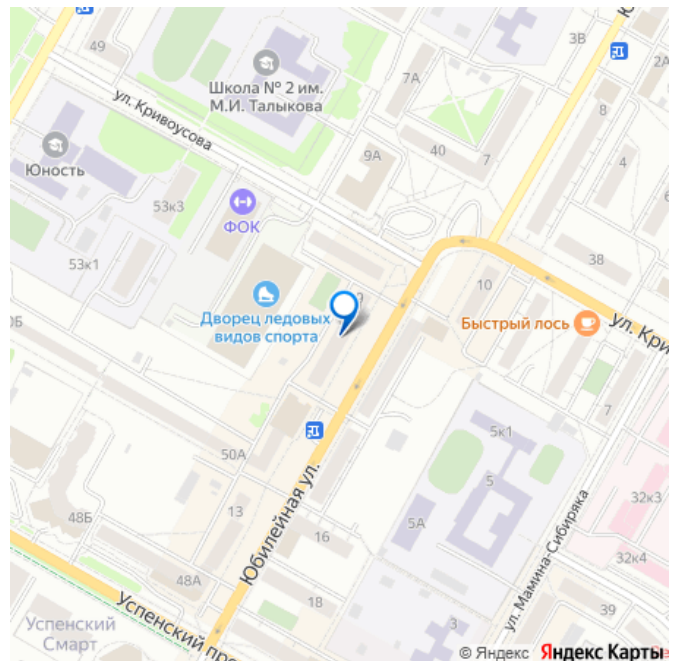 49
3В
2А
Школа № 2 им.
М.И. Талыкова
7А
8
ул. Кривоусова
9А
40
7
4
Юность
53к3
ФОК
53к1
38
10
Дворец ледовых
видов спорта
Быстрый лось
ул. Кри
7
5к1
50А
5
32к3
48Б
13
5А
16
Юбилейная ул.
ул. Мамина-Сибиряка
32к4
48А
18
39
3
Успенский
Смарт
Успенский про
© Яндекс Яндекс Карты